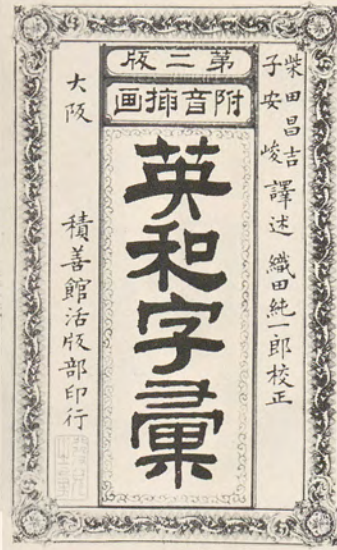 柴田昌吉
子安峻 譯述 織田純一郎校正
第二版
附音挿画
英和字彙
大阪 積善館活版部印行